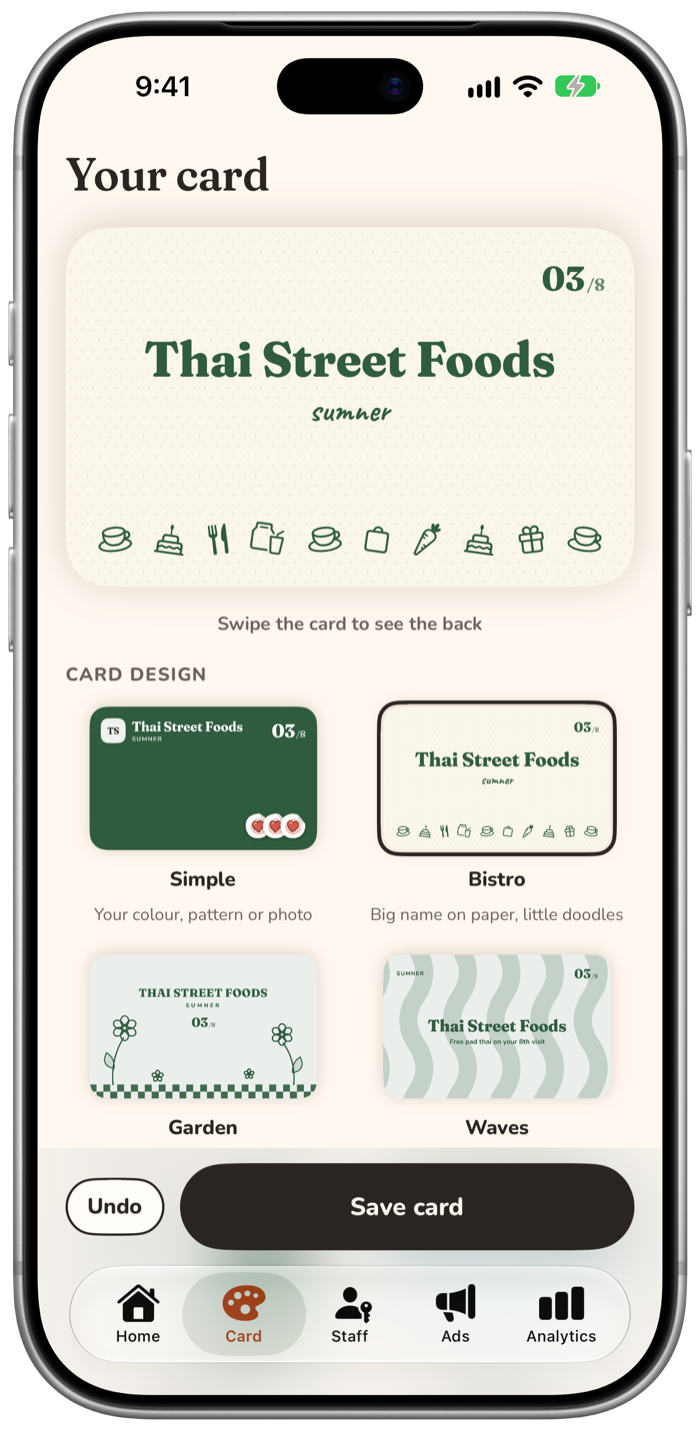 9:41
Your card
03/8
Thai Street Foods
sumner
Swipe the card to see the back
CARD DESIGN
TS Thai Street Foods 03/8
SUMNER
03/8
Thai Street Foods
sumner
Simple Bistro
Your colour, pattern or photo Big name on paper, little doodles
THAI STREET FOODS
SUMNER
03/8
SUMNER 03/8
Thai Street Foods
Free pad thai on your 8th visit
Garden Waves
Undo Save card
Home Card Staff Ads Analytics